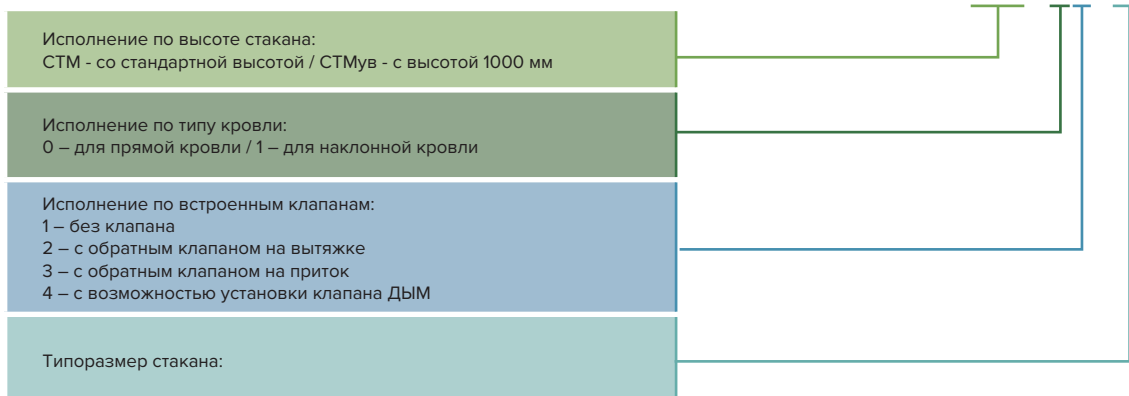 Исполнение по высоте стакана:
СТМ - со стандартной высотой / СТМув - с высотой 1000 мм
Исполнение по типу кровли:
0 – для прямой кровли / 1 – для наклонной кровли
Исполнение по встроенным клапанам:
1 – без клапана
2 – с обратным клапаном на вытяжке
3 – с обратным клапаном на приток
4 – с возможностью установки клапана ДЫМ
Типоразмер стакана: